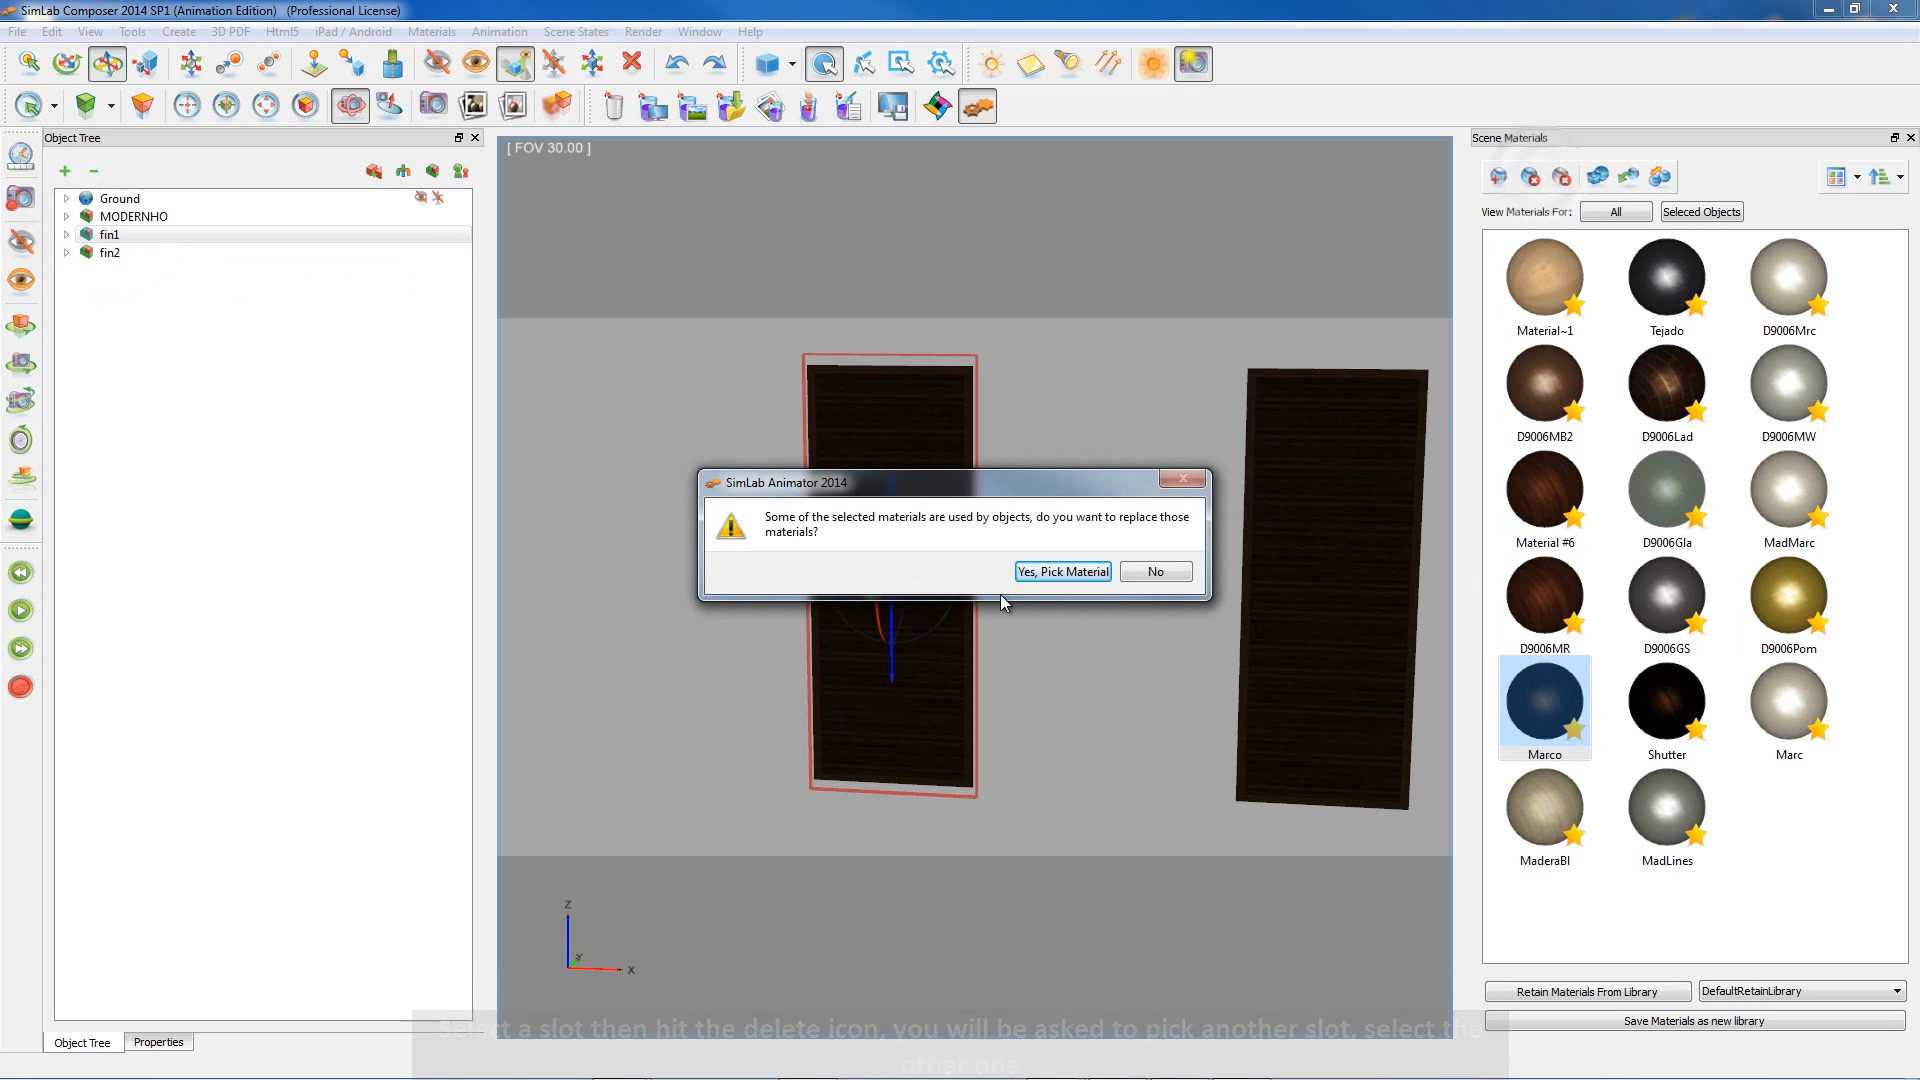 SimLab Composer 2014 SP1 (Animation Edition)   (Professional License)
File Edit View Tools Create 3D PDF Html5 iPad / Android Materials Animation Scene States Render Window Help
Object Tree
Ground
MODERNHO
fin1
fin2
[ FOV 30.00 ]
SimLab Animator 2014
Some of the selected materials are used by objects, do you want to replace those
materials?
Yes, Pick Material
No
Z
Y
X
Scene Materials
View Materials For: All Seleced Objects
Material~1 Tejado D9006Mrc
D9006MB2 D9006Lad D9006MW
Material #6 D9006Gla MadMarc
D9006MR D9006GS D9006Pom
Marco Shutter Marc
MaderaBl MadLines
Retain Materials From Library DefaultRetainLibrary
Save Materials as new library
Object Tree Properties
Select a slot then hit the delete icon, you will be asked to pick another slot, select the
other one